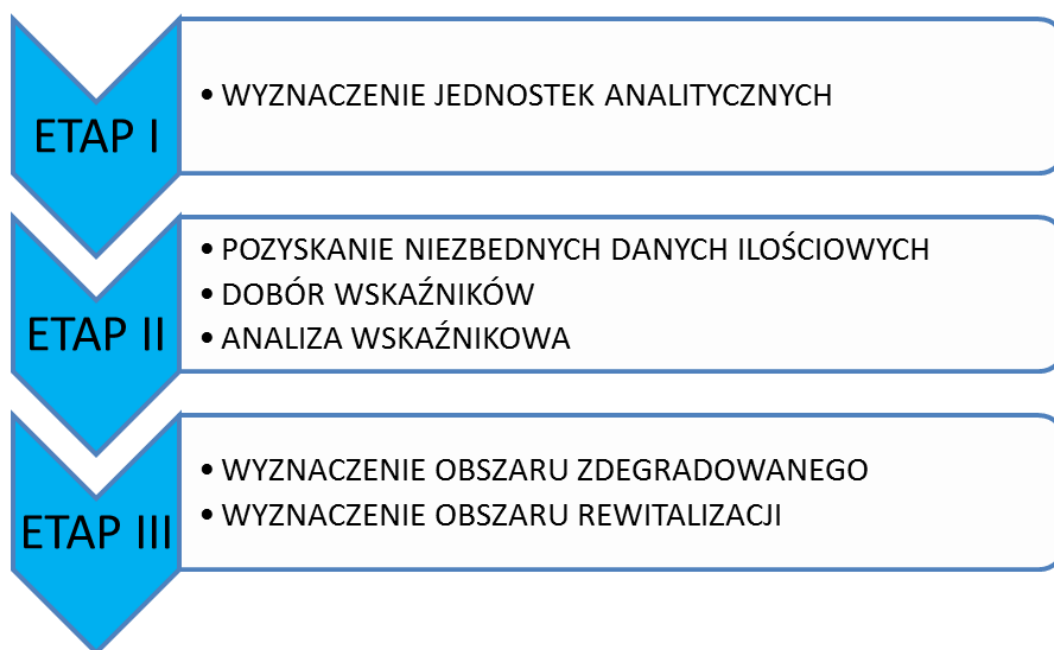 ETAP I
• WYZNACZENIE JEDNOSTEK ANALITYCZNYCH
ETAP II
• POZYSKANIE NIEZBEDNYCH DANYCH ILOŚCIOWYCH
• DOBÓR WSKAŹNIKÓW
• ANALIZA WSKAŹNIKOWA
ETAP III
• WYZNACZENIE OBSZARU ZDEGRADOWANEGO
• WYZNACZENIE OBSZARU REWITALIZACJI